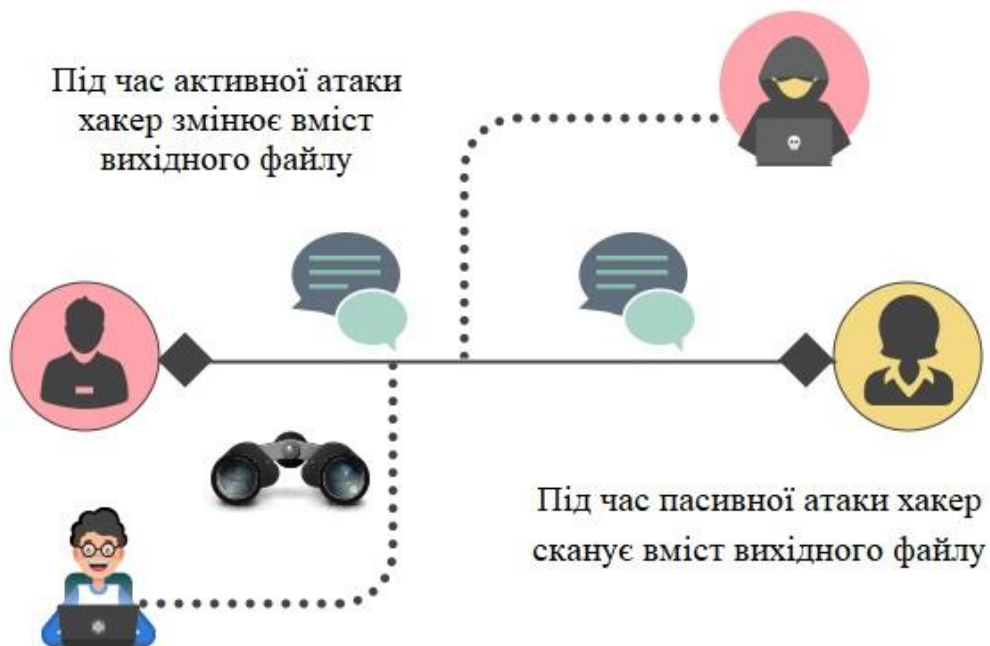 Під час активної атаки
хакер змінює вміст
вихідного файлу
Під час пасивної атаки хакер
сканує вміст вихідного файлу